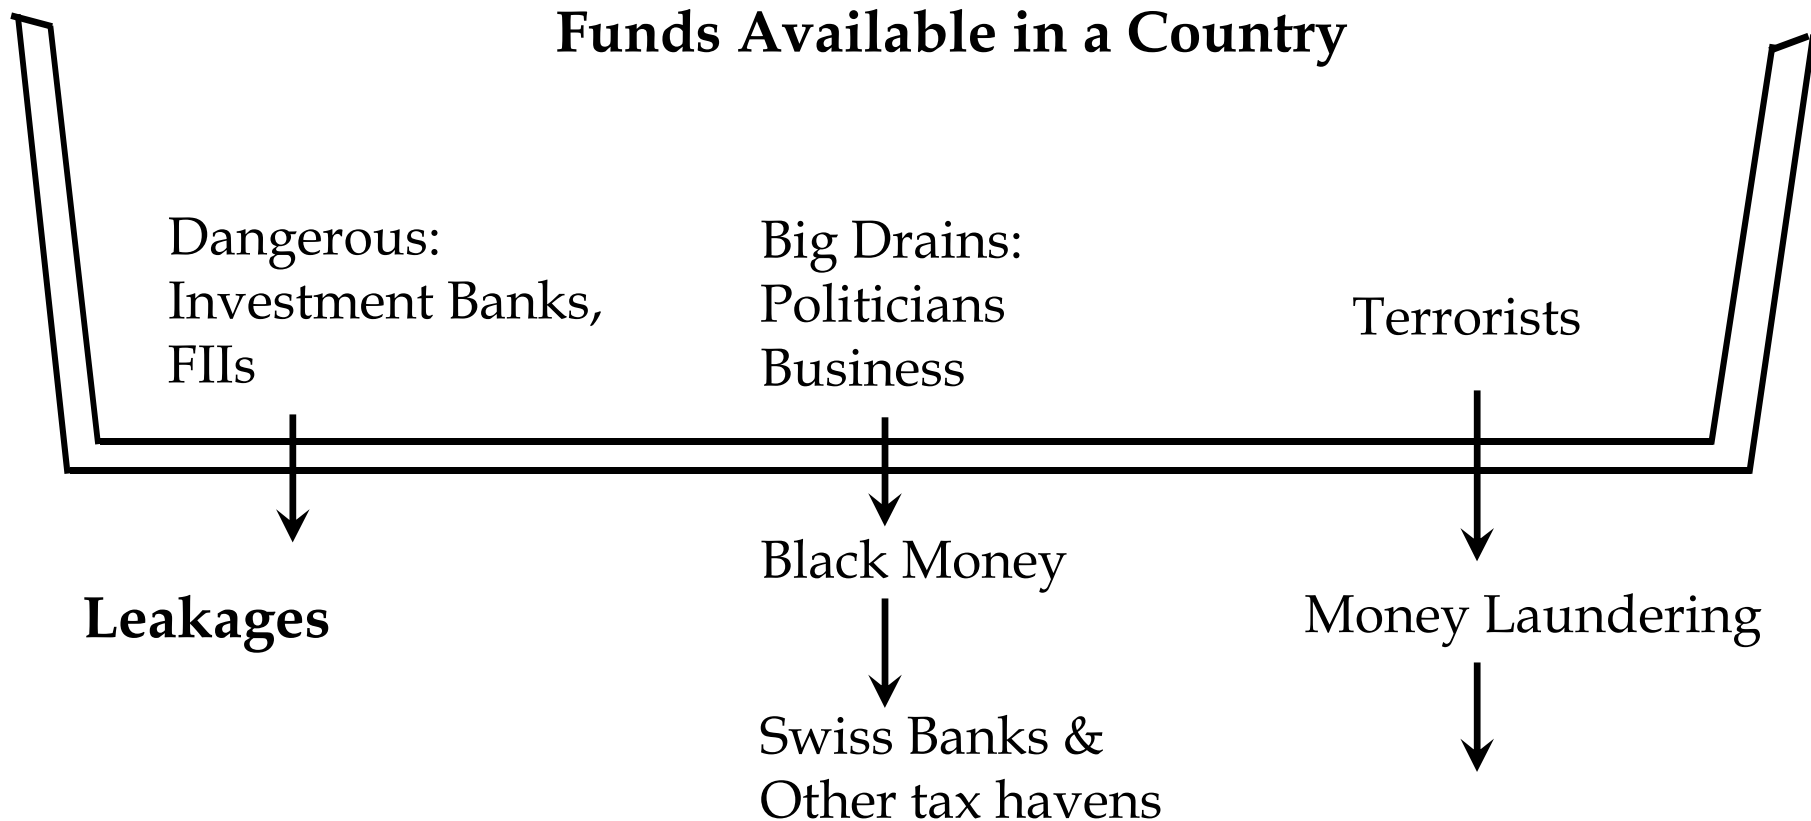 Funds Available in a Country
Dangerous:
Investment Banks,
FIIs
Big Drains:
Politicians
Business
Terrorists
Leakages
Black Money
Swiss Banks &
Other tax havens
Money Laundering